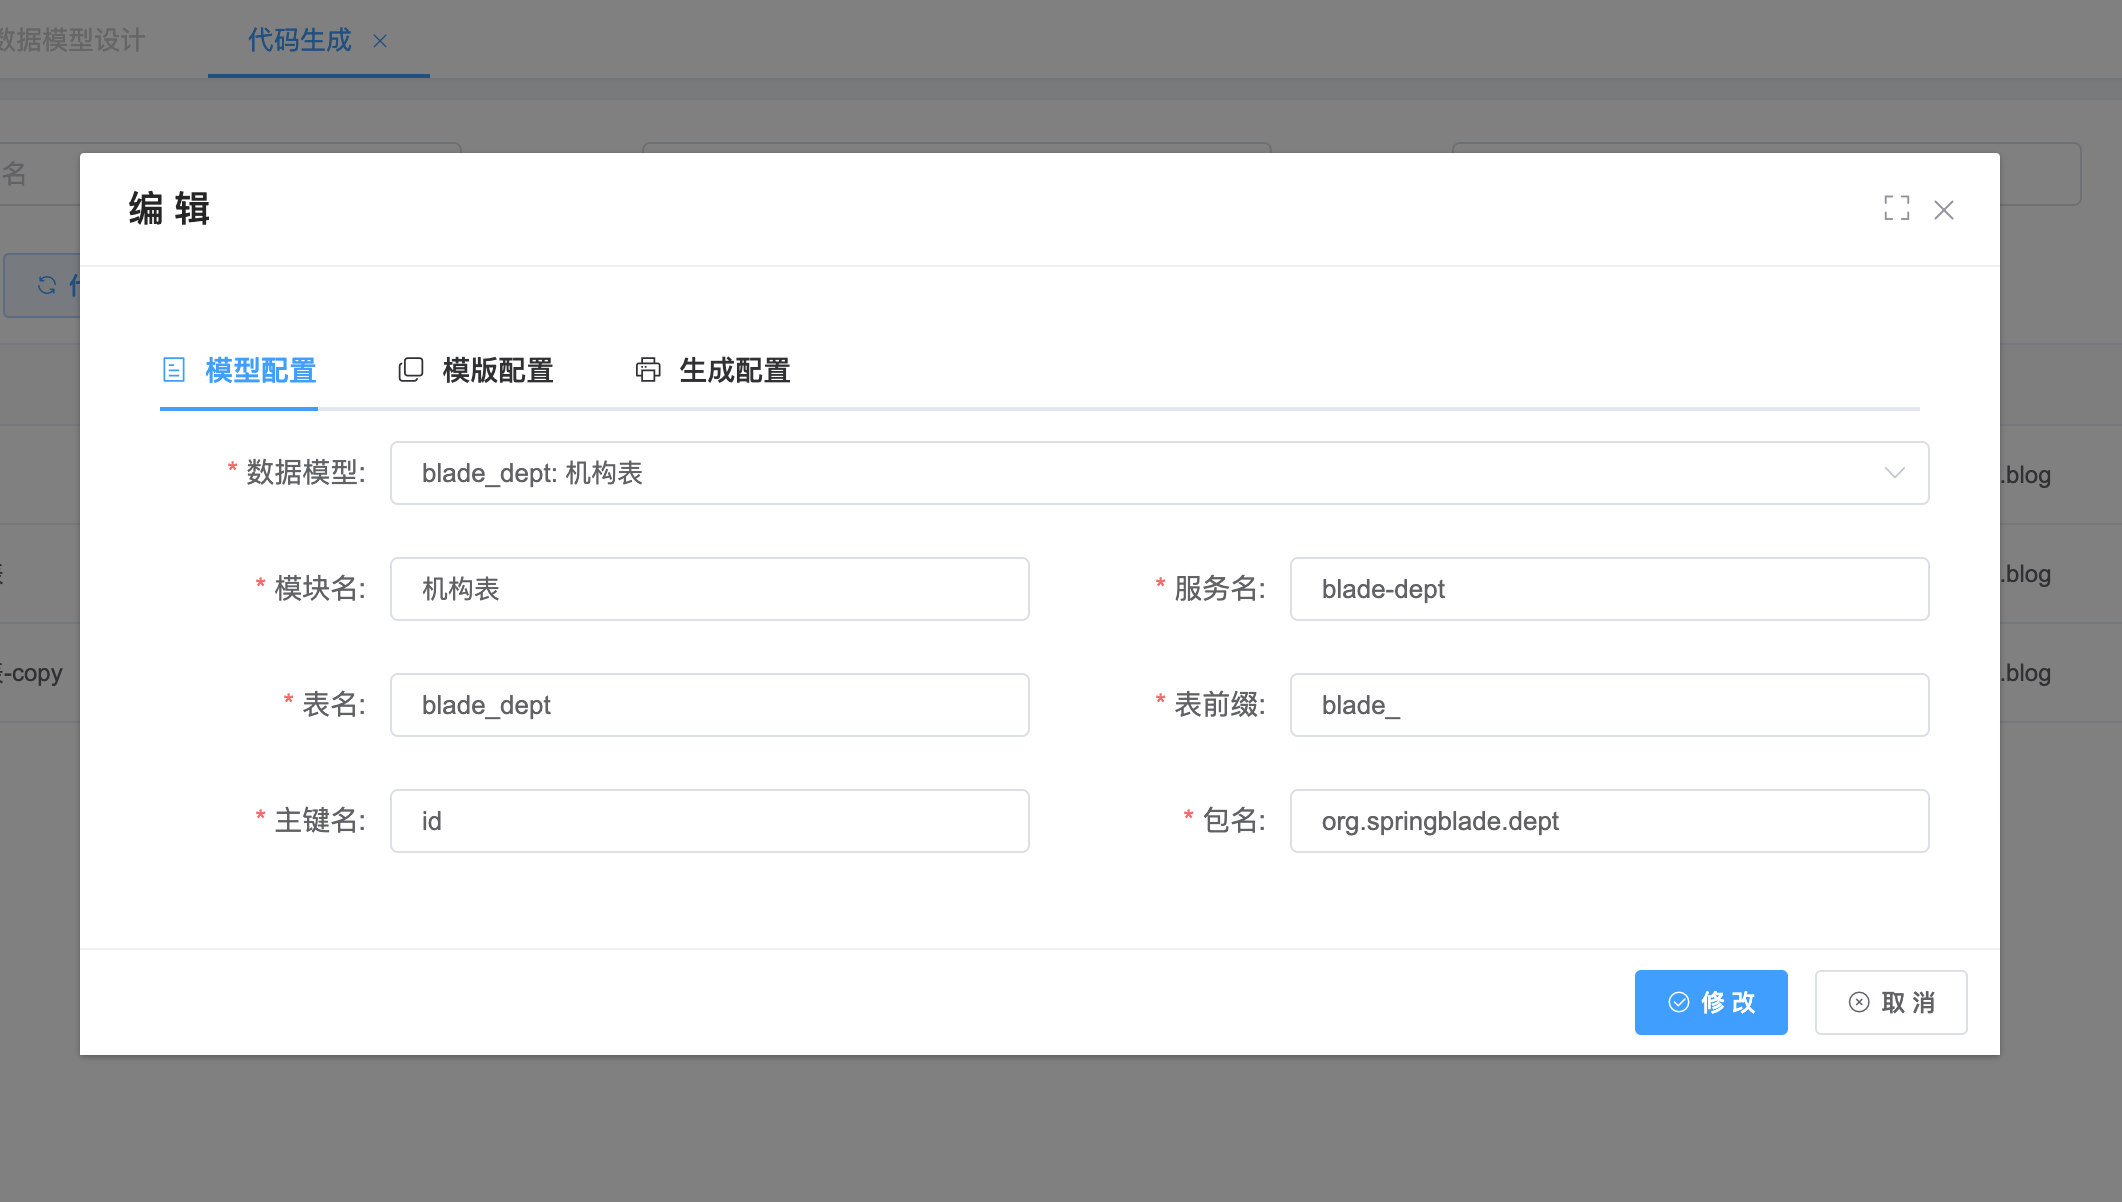 数据模型设计
代码生成
名
编 辑
模型配置
模版配置
生成配置
* 数据模型:
blade_dept: 机构表
* 模块名:
机构表
* 服务名:
blade-dept
* 表名:
blade_dept
* 表前缀:
blade_
* 主键名:
id
* 包名:
org.springblade.dept
.blog
.blog
-copy
.blog
修 改
取 消